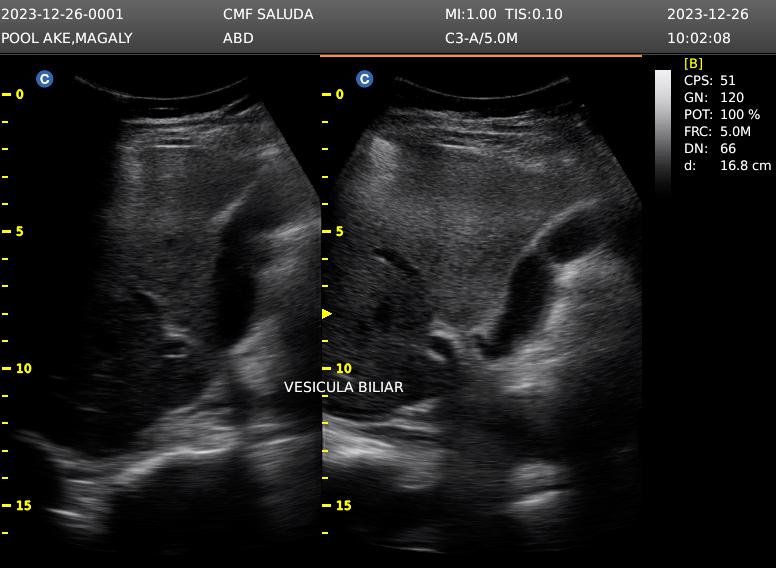 2023-12-26-0001 CMF SALUDA MI:1.00 TIS:0.10 2023-12-26
POOL AKE,MAGALY ABD C3-A/5.0M 10:02:08
[B]
CPS: 51
GN: 120
POT: 100 %
FRC: 5.0M
DN: 66
d: 16.8 cm
C C
0 0
5 5
10 10
VESICULA BILIAR
15 15